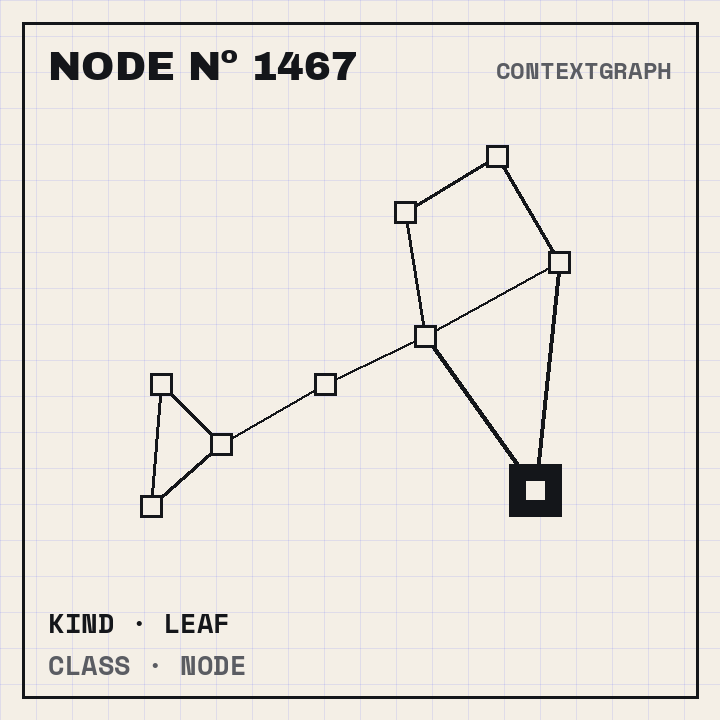 NODE Nº 1467
CONTEXTGRAPH
KIND · LEAF
CLASS · NODE